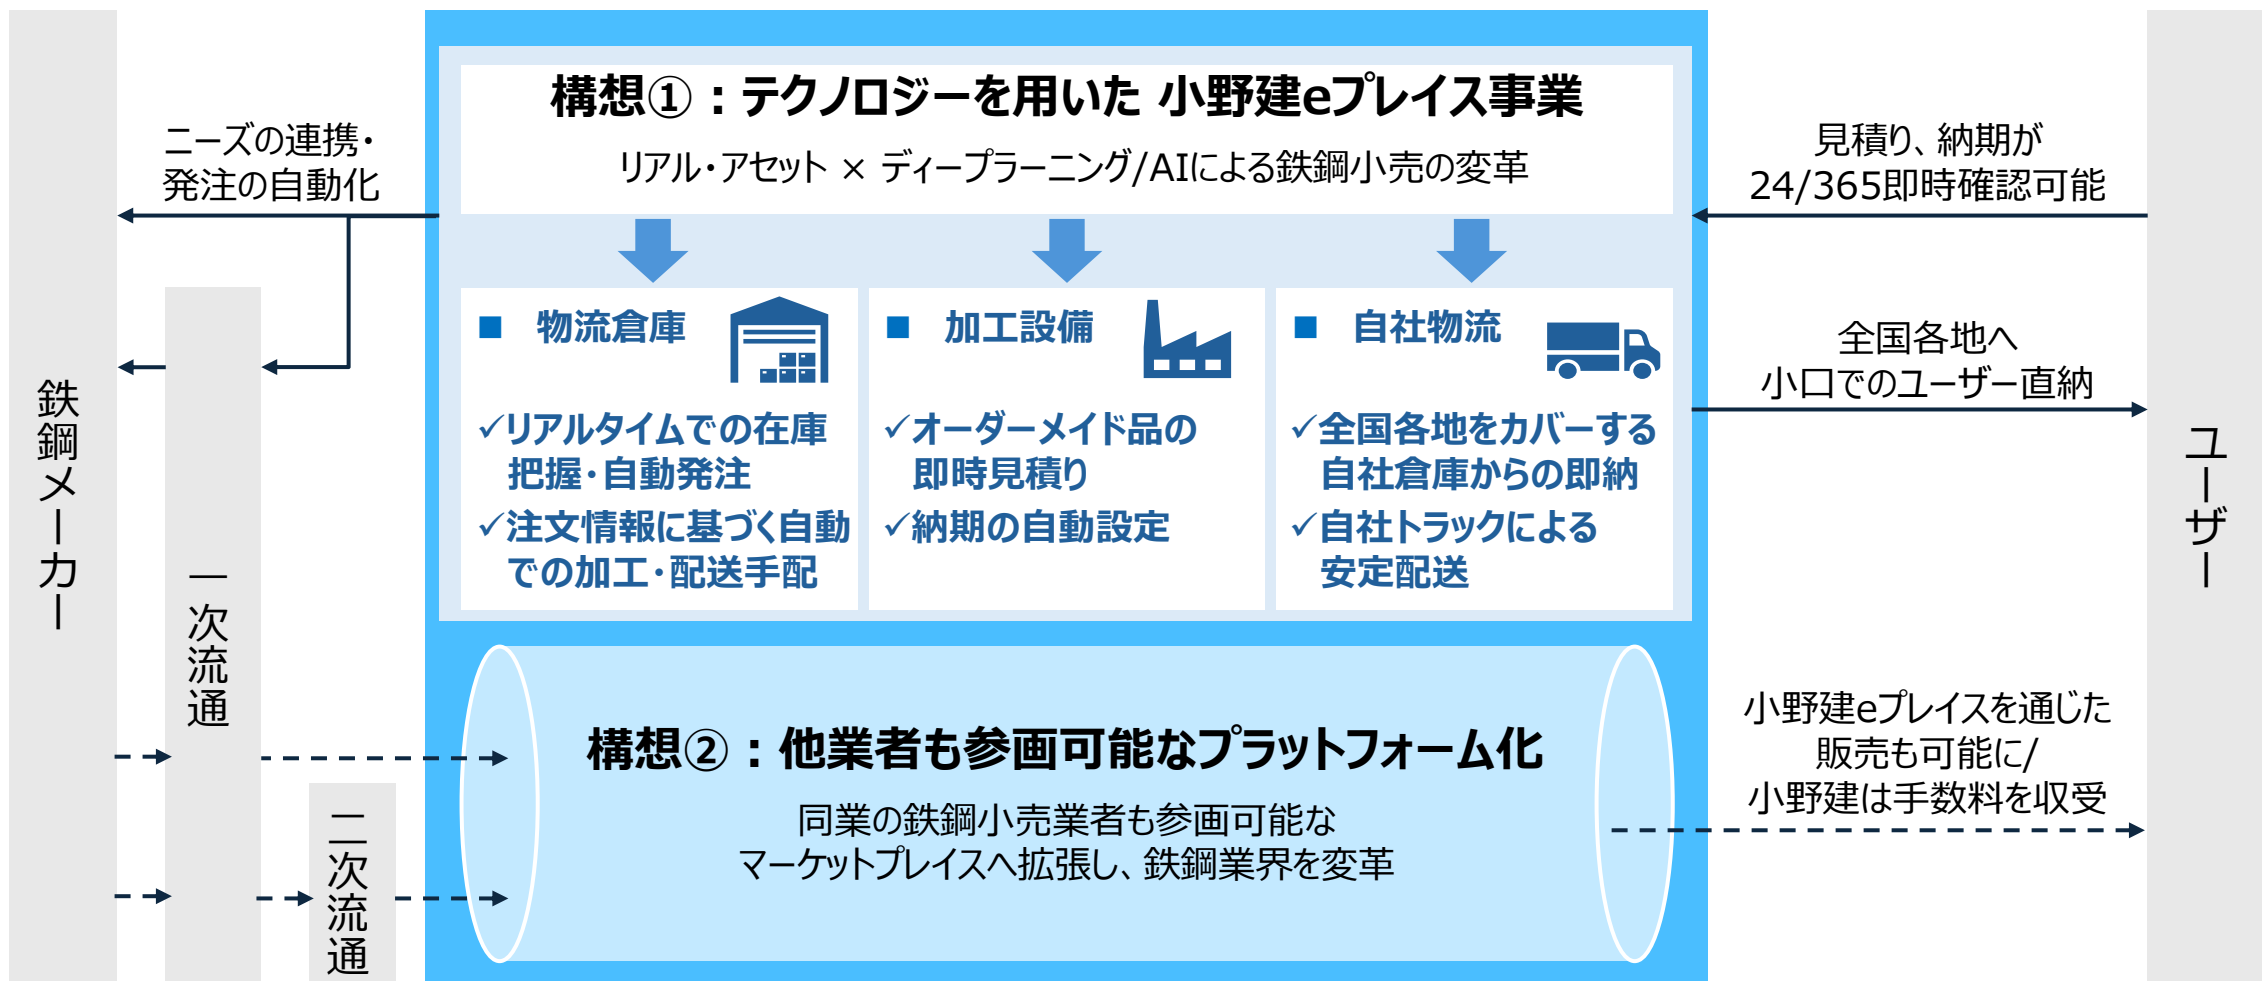 構想①：テクノロジーを用いた 小野建eプレイス事業
リアル・アセット × ディープラーニング/AIによる鉄鋼小売の変革
ニーズの連携・
発注の自動化
見積り、納期が
24/365即時確認可能
物流倉庫
リアルタイムでの在庫
把握・自動発注
注文情報に基づく自動
での加工・配送手配
加工設備
オーダーメイド品の
即時見積り
納期の自動設定
自社物流
全国各地をカバーする
自社倉庫からの即納
自社トラックによる
安定配送
全国各地へ
小口でのユーザー直納
鉄鋼メーカー
一次流通
二次流通
ユーザー
構想②：他業者も参画可能なプラットフォーム化
同業の鉄鋼小売業者も参画可能な
マーケットプレイスへ拡張し、鉄鋼業界を変革
小野建eプレイスを通じた
販売も可能に/
小野建は手数料を収受